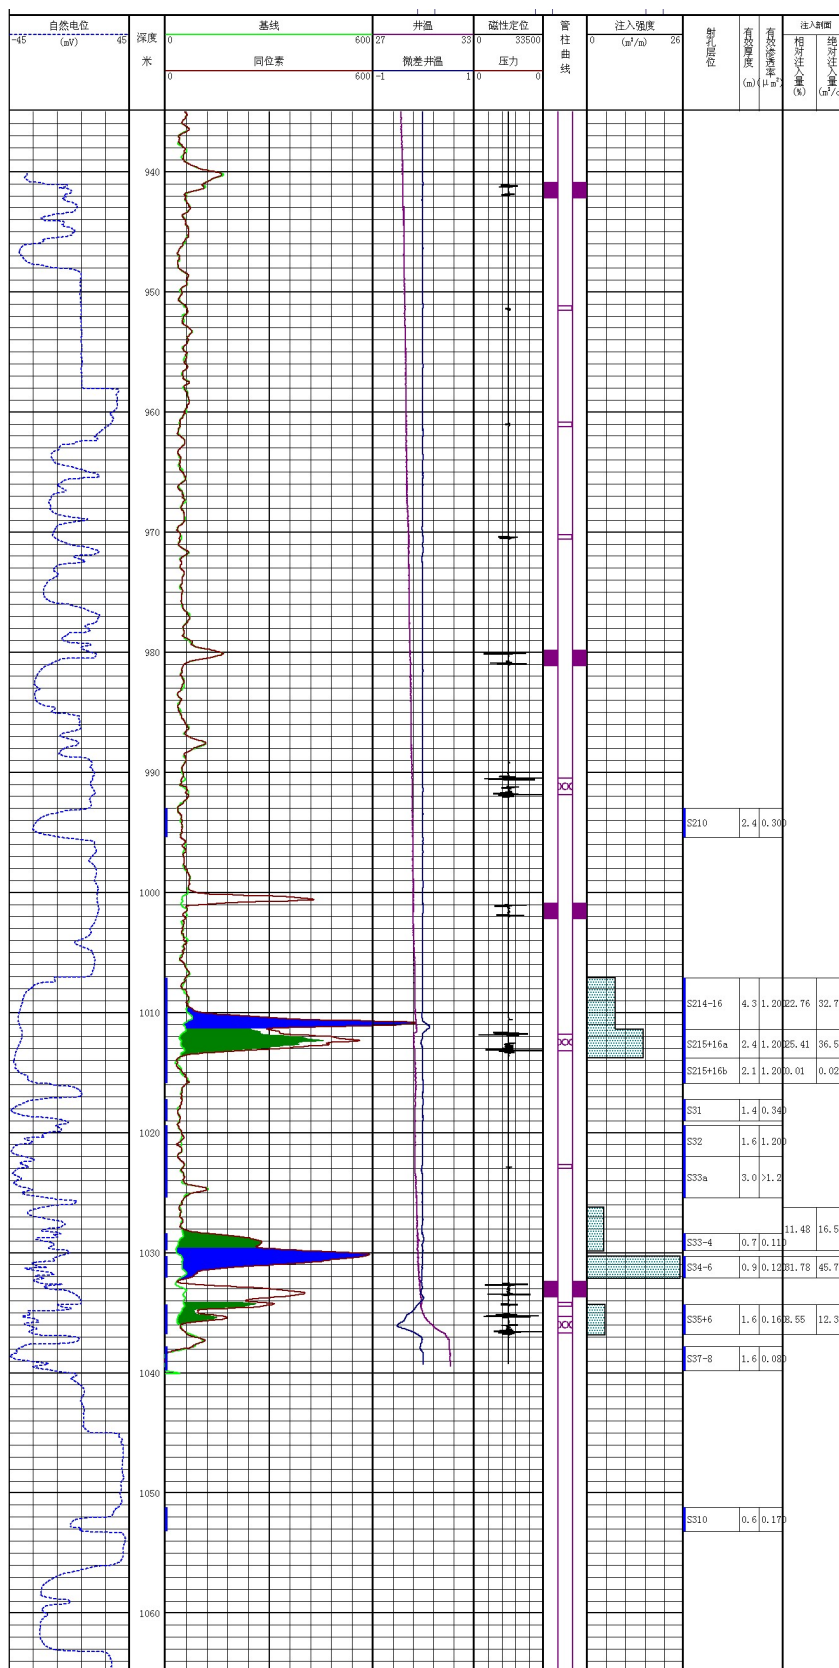 自然电位
-45 (mV) 45
深度
米
基线
0 600
同位素
0 600
井温
27 33
微差井温
-1 1
磁性定位
0 33500
压力
0 0
管柱曲线
注入强度
0 (m³/m) 26
射孔层位
有效厚度
(m)
有效渗透率
(μm²)
注入剖面
相对注入量
(%)
绝对注入量
(m³/d
940
950
960
970
980
990
S210 2.4 0.300
1000
1010
S214-16 4.3 1.200 22.76 32.7
S215+16a 2.4 1.200 25.41 36.5
S215+16b 2.1 1.200 0.01 0.02
S31 1.4 0.340
1020
S32 1.6 1.200
S33a 3.0 >1.2
11.48 16.5
S33-4 0.7 0.110
1030
S34-6 0.9 0.120 31.78 45.7
S35+6 1.6 0.160 8.55 12.3
S37-8 1.6 0.080
1040
1050
S310 0.6 0.170
1060